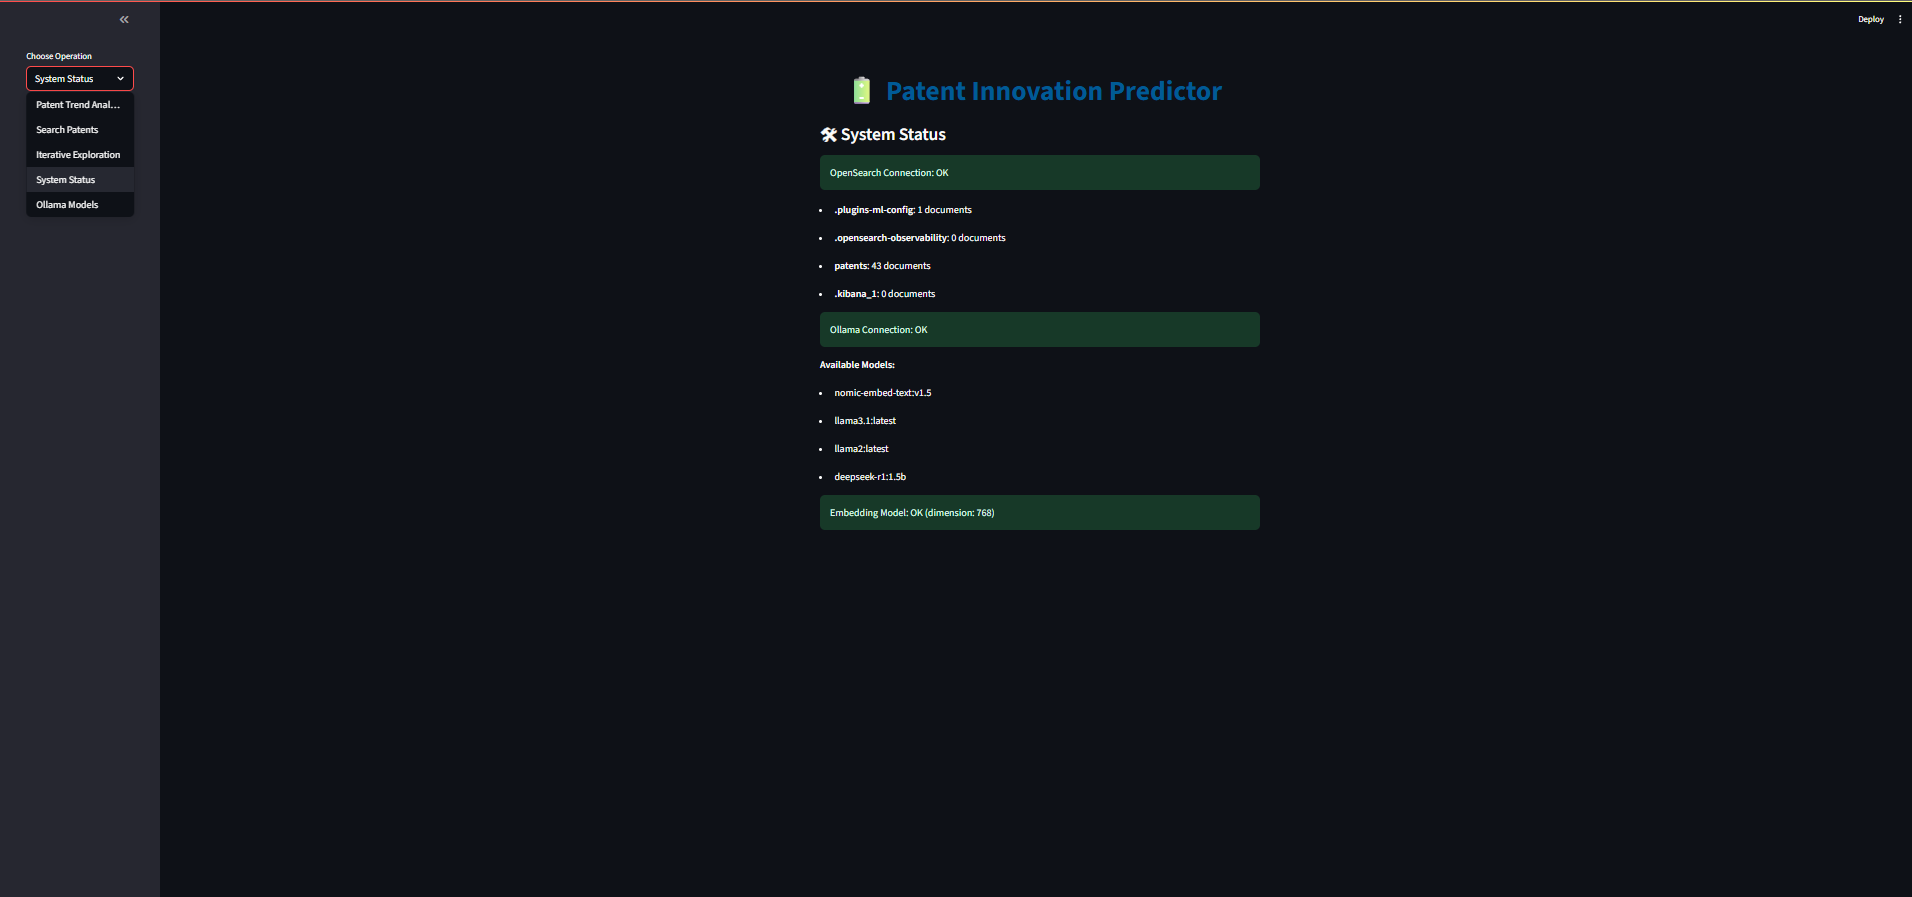 Deploy
Choose Operation
System Status
Patent Trend Anal...
Search Patents
Iterative Exploration
System Status
Ollama Models
Patent Innovation Predictor
System Status
OpenSearch Connection: OK
.plugins-ml-config: 1 documents
.opensearch-observability: 0 documents
patents: 43 documents
.kibana_1: 0 documents
Ollama Connection: OK
Available Models:
nomic-embed-text:v1.5
llama3.1:latest
llama2:latest
deepseek-r1:1.5b
Embedding Model: OK (dimension: 768)